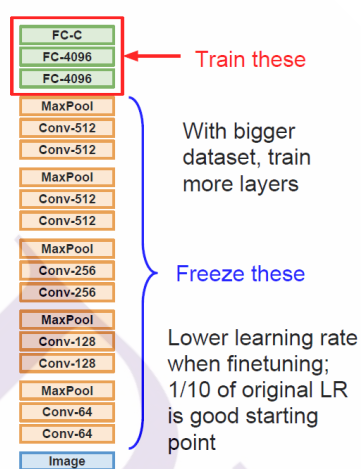 FC-C
FC-4096
FC-4096
Train these
MaxPool
Conv-512
Conv-512
With bigger
dataset, train
more layers
MaxPool
Conv-512
Conv-512
MaxPool
Conv-256
Conv-256
Freeze these
MaxPool
Conv-128
Conv-128
MaxPool
Conv-64
Conv-64
Lower learning rate
when finetuning;
1/10 of original LR
is good starting
point
Image